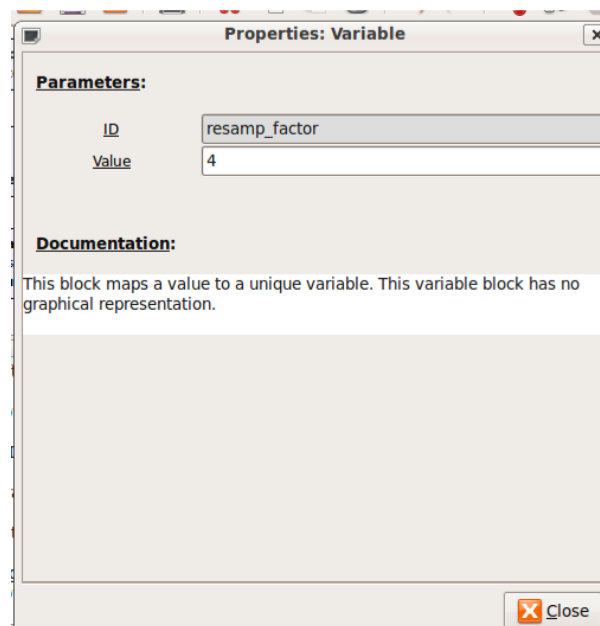 Properties: Variable
Parameters:
ID
resamp_factor
Value
4
Documentation:
This block maps a value to a unique variable. This variable block has no
graphical representation.
Close